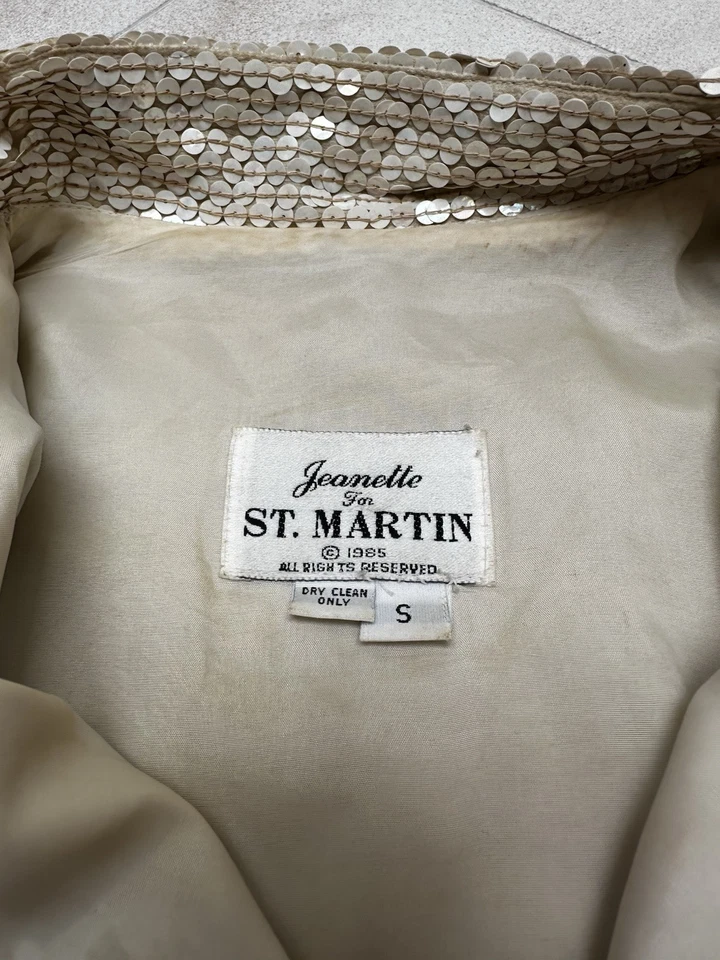 Jeanette
For
ST. MARTIN
© 1985
ALL RIGHTS RESERVED
DRY CLEAN
ONLY
S